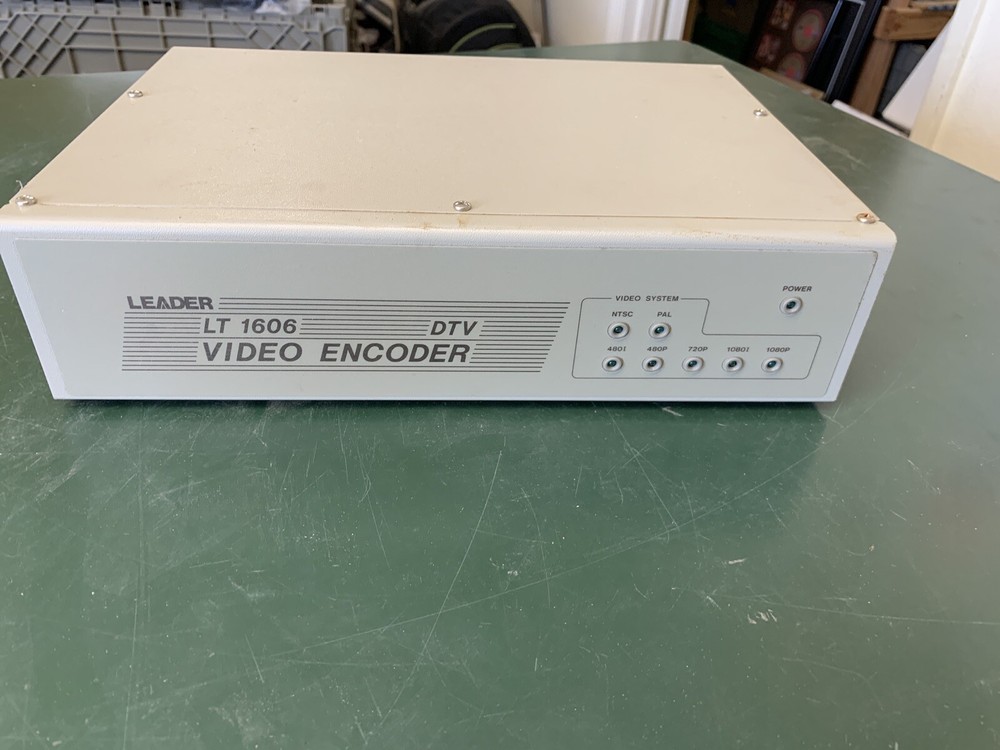 LEADER
LT 1606 DTV
VIDEO ENCODER
VIDEO SYSTEM
POWER
NTSC PAL
480I 480P 720P 1080I 1080P